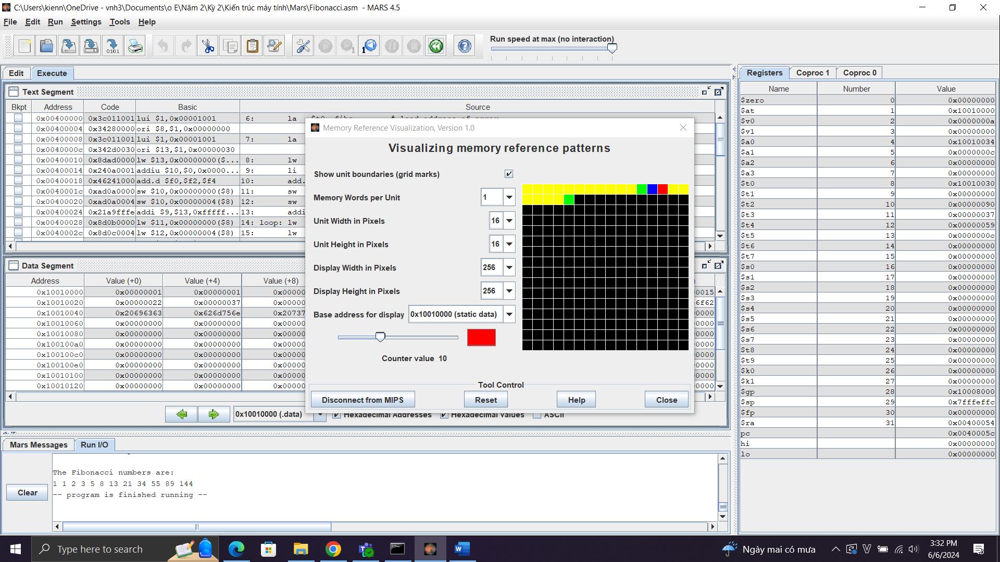 C:\Users\kienn\OneDrive - vnh3\Documents\o E\Năm 2\Kỳ 2\Kiến trúc máy tính\Mars\Fibonacci.asm - MARS 4.5
File Edit Run Settings Tools Help
Run speed at max (no interaction)
Edit Execute
Text Segment
Bkpt Address Code Basic Source
0x00400000 0x3c011001 lui $1,0x00001001 6: la
0x00400004 0x34280000 ori $8,$1,0x00000000
0x00400008 0x3c011001 lui $1,0x00001001 7: la
0x0040000c 0x342d0030 ori $13,$1,0x00000030
0x00400010 0x8dad0000 lw $13,0x00000000($... 8: lw
0x00400014 0x240a0001 addiu $10,$0,0x0000... 9: li
0x00400018 0x46241000 add.d $f0,$f2,$f4 10: add.
0x0040001c 0xad0a0000 sw $10,0x00000000($8) 11: sw
0x00400020 0xad0a0004 sw $10,0x00000004($8) 12: sw
0x00400024 0x21a9fffe addi $9,$13,0xfffff... 13: addi
0x00400028 0x8d0b0000 lw $11,0x00000000($8) 14: loop: lw
0x0040002c 0x8d0c0004 lw $12,0x00000004($8) 15: lw
Data Segment
Address Value (+0) Value (+4) Value (+8)
0x10010000 0x00000001 0x00000001 0x00000 00015
0x10010020 0x00000022 0x00000037 0x00000 6f62
0x10010040 0x20696363 0x626d756e 0x20737 0000
0x10010060 0x00000000 0x00000000 0x00000 0000
0x10010080 0x00000000 0x00000000 0x00000 0000
0x100100a0 0x00000000 0x00000000 0x00000 0000
0x100100c0 0x00000000 0x00000000 0x00000 0000
0x100100e0 0x00000000 0x00000000 0x00000 0000
0x10010100 0x00000000 0x00000000 0x00000 0000
0x10010120 0x00000000 0x00000000 0x00000 0000
0x10010000 (.data) Hexadecimal Addresses Hexadecimal Values ASCII
Memory Reference Visualization, Version 1.0
Visualizing memory reference patterns
Show unit boundaries (grid marks)
Memory Words per Unit 1
Unit Width in Pixels 16
Unit Height in Pixels 16
Display Width in Pixels 256
Display Height in Pixels 256
Base address for display 0x10010000 (static data)
Counter value 10
Tool Control
Disconnect from MIPS Reset Help Close
Mars Messages Run I/O
Clear
The Fibonacci numbers are:
1 1 2 3 5 8 13 21 34 55 89 144
-- program is finished running --
Registers Coproc 1 Coproc 0
Name Number Value
$zero 0 0x00000000
$at 1 0x10010000
$v0 2 0x0000000a
$v1 3 0x00000000
$a0 4 0x10010034
$a1 5 0x0000000c
$a2 6 0x00000000
$a3 7 0x00000000
$t0 8 0x10010030
$t1 9 0x00000000
$t2 10 0x00000090
$t3 11 0x00000037
$t4 12 0x00000059
$t5 13 0x0000000c
$t6 14 0x00000000
$t7 15 0x00000000
$s0 16 0x00000000
$s1 17 0x00000000
$s2 18 0x00000000
$s3 19 0x00000000
$s4 20 0x00000000
$s5 21 0x00000000
$s6 22 0x00000000
$s7 23 0x00000000
$t8 24 0x00000000
$t9 25 0x00000000
$k0 26 0x00000000
$k1 27 0x00000000
$gp 28 0x10008000
$sp 29 0x7fffeffc
$fp 30 0x00000000
$ra 31 0x00400054
pc 0x0040005c
hi 0x00000000
lo 0x00000000
Type here to search
Ngày mai có mưa
3:32 PM
6/6/2024